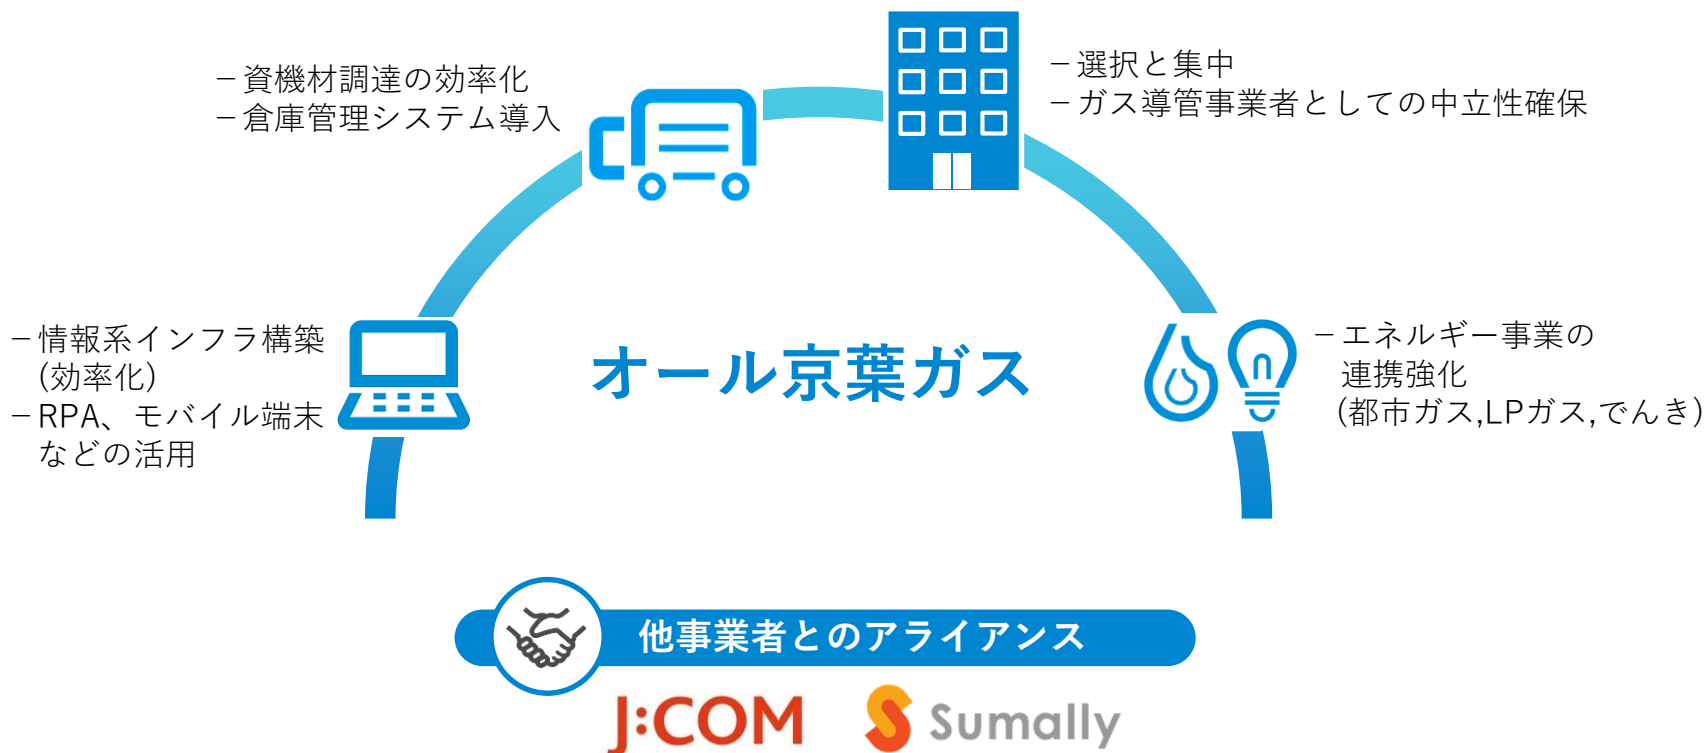 －資機材調達の効率化
－倉庫管理システム導入
－選択と集中
－ガス導管事業者としての中立性確保
－情報系インフラ構築
(効率化)
－RPA、モバイル端末
などの活用
オール京葉ガス
－エネルギー事業の
連携強化
(都市ガス,LPガス,でんき)
他事業者とのアライアンス
J:COM
Sumally